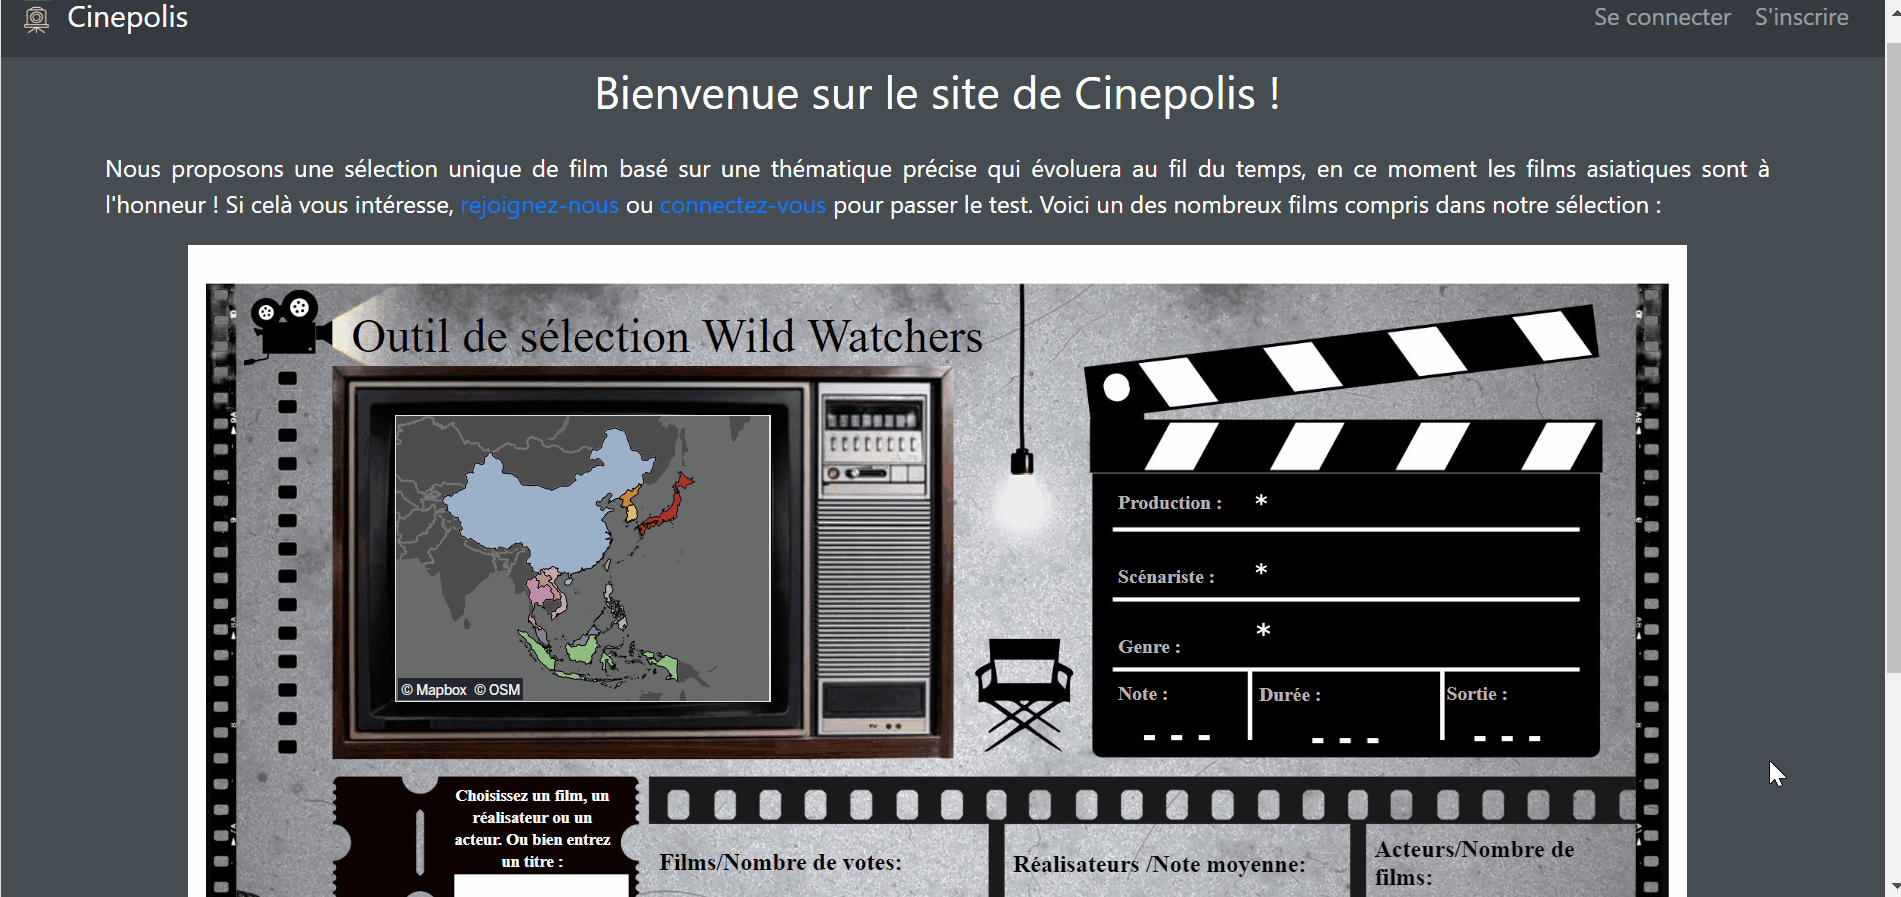 Cinepolis
Se connecter S'inscrire
Bienvenue sur le site de Cinepolis !
Nous proposons une sélection unique de film basé sur une thématique précise qui évoluera au fil du temps, en ce moment les films asiatiques sont à
l'honneur ! Si celà vous intéresse, rejoignez-nous ou connectez-vous pour passer le test. Voici un des nombreux films compris dans notre sélection :
Outil de sélection Wild Watchers
© Mapbox © OSM
TV
Production : *
Scénariste : *
Genre : *
Note : Durée : Sortie :
- - - - - - - - -
Choisissez un film, un
réalisateur ou un
acteur. Ou bien entrez
un titre :
Films/Nombre de votes:
Réalisateurs /Note moyenne:
Acteurs/Nombre de
films: